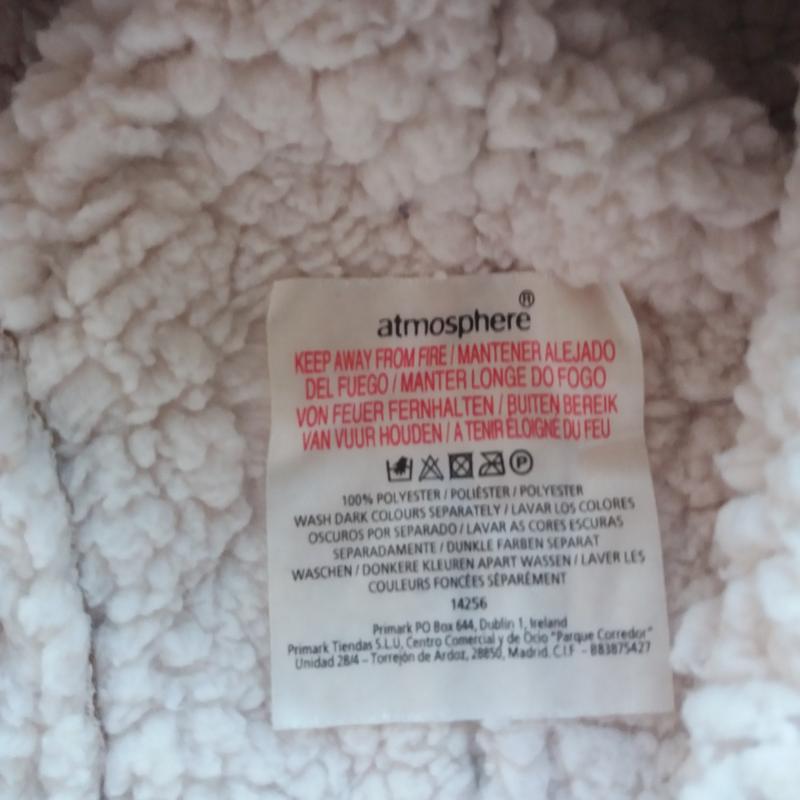 atmosphere®
KEEP AWAY FROM FIRE / MANTENER ALEJADO
DEL FUEGO / MANTER LONGE DO FOGO
VON FEUER FERNHALTEN / BUITEN BEREIK
VAN VUUR HOUDEN / A TENIR ÉLOIGNÉ DU FEU
P
100% POLYESTER / POLIÉSTER / POLYESTER
WASH DARK COLOURS SEPARATELY / LAVAR LOS COLORES
OSCUROS POR SEPARADO / LAVAR AS CORES ESCURAS
SEPARADAMENTE / DUNKLE FARBEN SEPARAT
WASCHEN / DONKERE KLEUREN APART WASSEN / LAVER LES
COULEURS FONCÉES SÉPARÉMENT
14256
Primark PO Box 644, Dublin 1, Ireland
Primark Tiendas S.L.U, Centro Comercial y de Ocio "Parque Corredor"
Unidad 28/4 – Torrejón de Ardoz, 28850, Madrid. C.I.F - B83875427